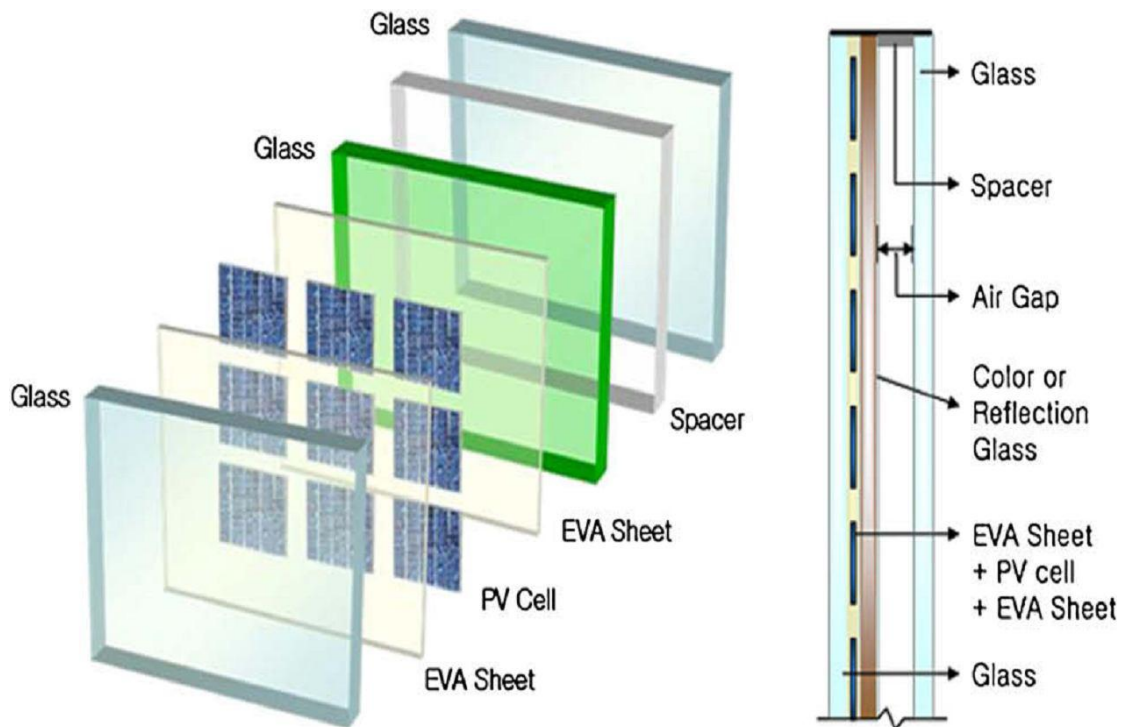 Glass
Glass
Glass
Spacer
EVA Sheet
PV Cell
EVA Sheet
Glass
Spacer
Air Gap
Color or
Reflection
Glass
EVA Sheet
+ PV cell
+ EVA Sheet
Glass